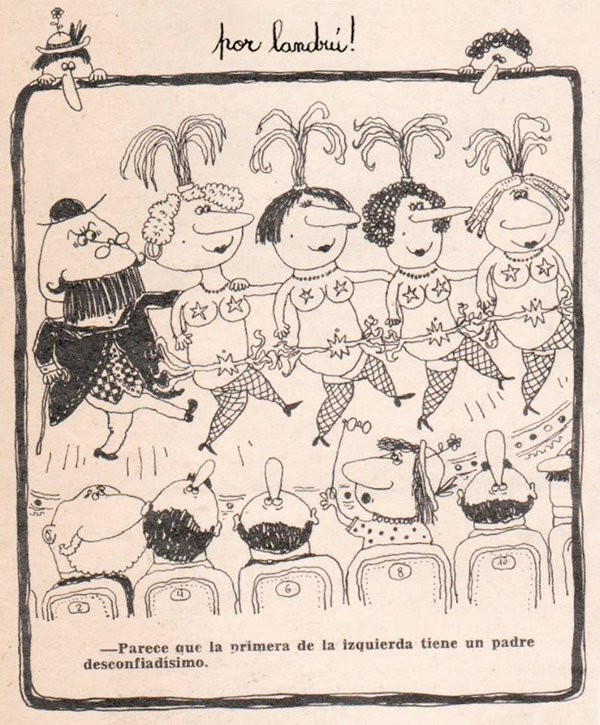 por landrú!
2
4
6
8
10
—Parece que la primera de la izquierda tiene un padre
desconfiadísimo.